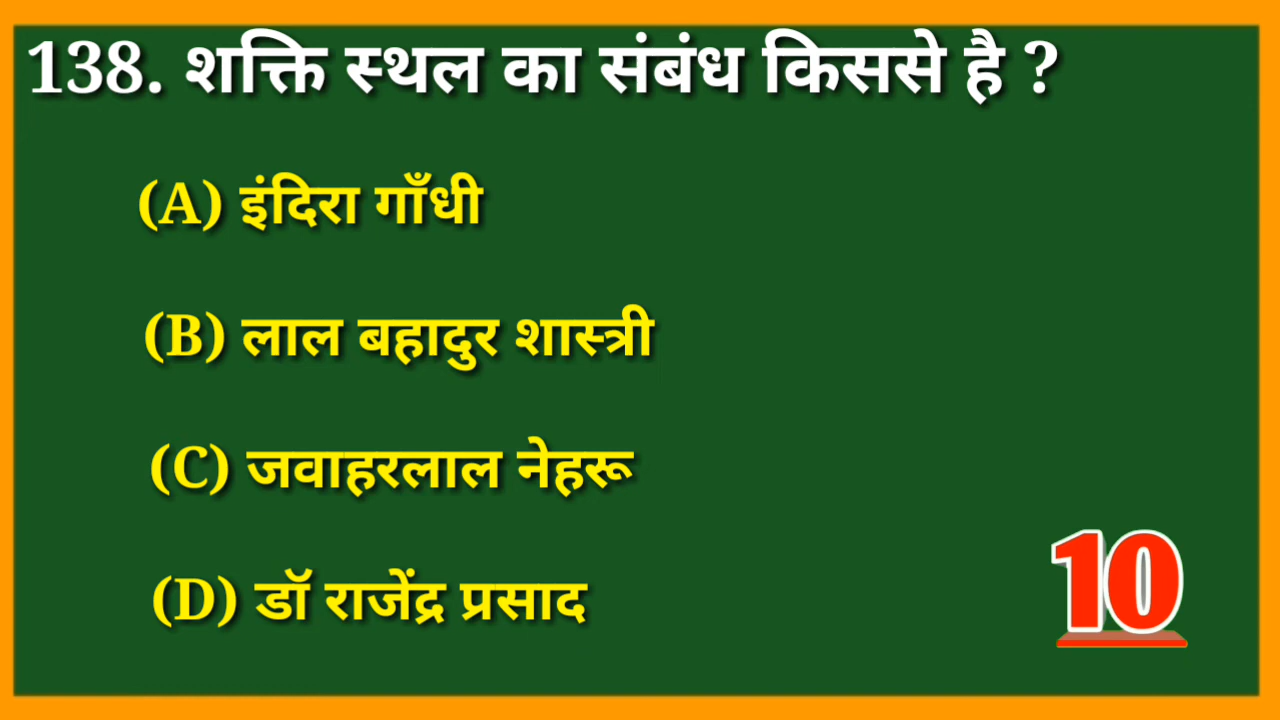 138. शक्ति स्थल का संबंध किससे है ?
(A) इंदिरा गाँधी
(B) लाल बहादुर शास्त्री
(C) जवाहरलाल नेहरू
(D) डॉ राजेंद्र प्रसाद
10